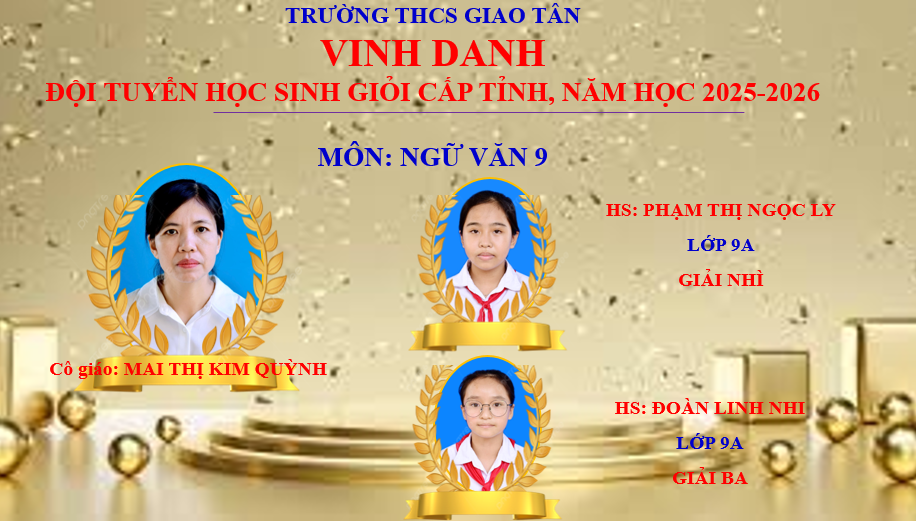 TRƯỜNG THCS GIAO TÂN
VINH DANH
ĐỘI TUYỂN HỌC SINH GIỎI CẤP TỈNH, NĂM HỌC 2025-2026
MÔN: NGỮ VĂN 9
Cô giáo: MAI THỊ KIM QUỲNH
HS: PHẠM THỊ NGỌC LY
LỚP 9A
GIẢI NHÌ
HS: ĐOÀN LINH NHI
LỚP 9A
GIẢI BA